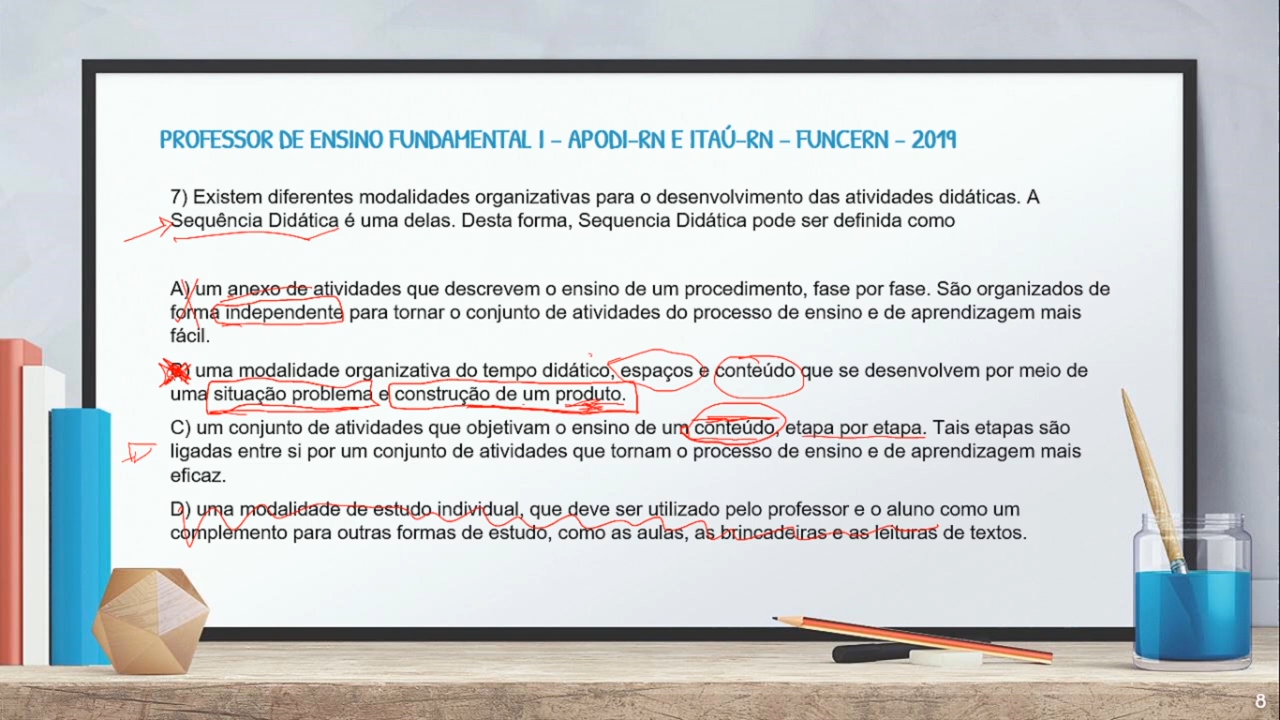 PROFESSOR DE ENSINO FUNDAMENTAL I – APODI-RN E ITAÚ-RN – FUNCERN – 2019
7) Existem diferentes modalidades organizativas para o desenvolvimento das atividades didáticas. A
Sequência Didática é uma delas. Desta forma, Sequencia Didática pode ser definida como
A) um anexo de atividades que descrevem o ensino de um procedimento, fase por fase. São organizados de
forma independente para tornar o conjunto de atividades do processo de ensino e de aprendizagem mais
fácil.
B) uma modalidade organizativa do tempo didático, espaços e conteúdo que se desenvolvem por meio de
uma situação problema e construção de um produto.
C) um conjunto de atividades que objetivam o ensino de um conteúdo, etapa por etapa. Tais etapas são
ligadas entre si por um conjunto de atividades que tornam o processo de ensino e de aprendizagem mais
eficaz.
D) uma modalidade de estudo individual, que deve ser utilizado pelo professor e o aluno como um
complemento para outras formas de estudo, como as aulas, as brincadeiras e as leituras de textos.
8